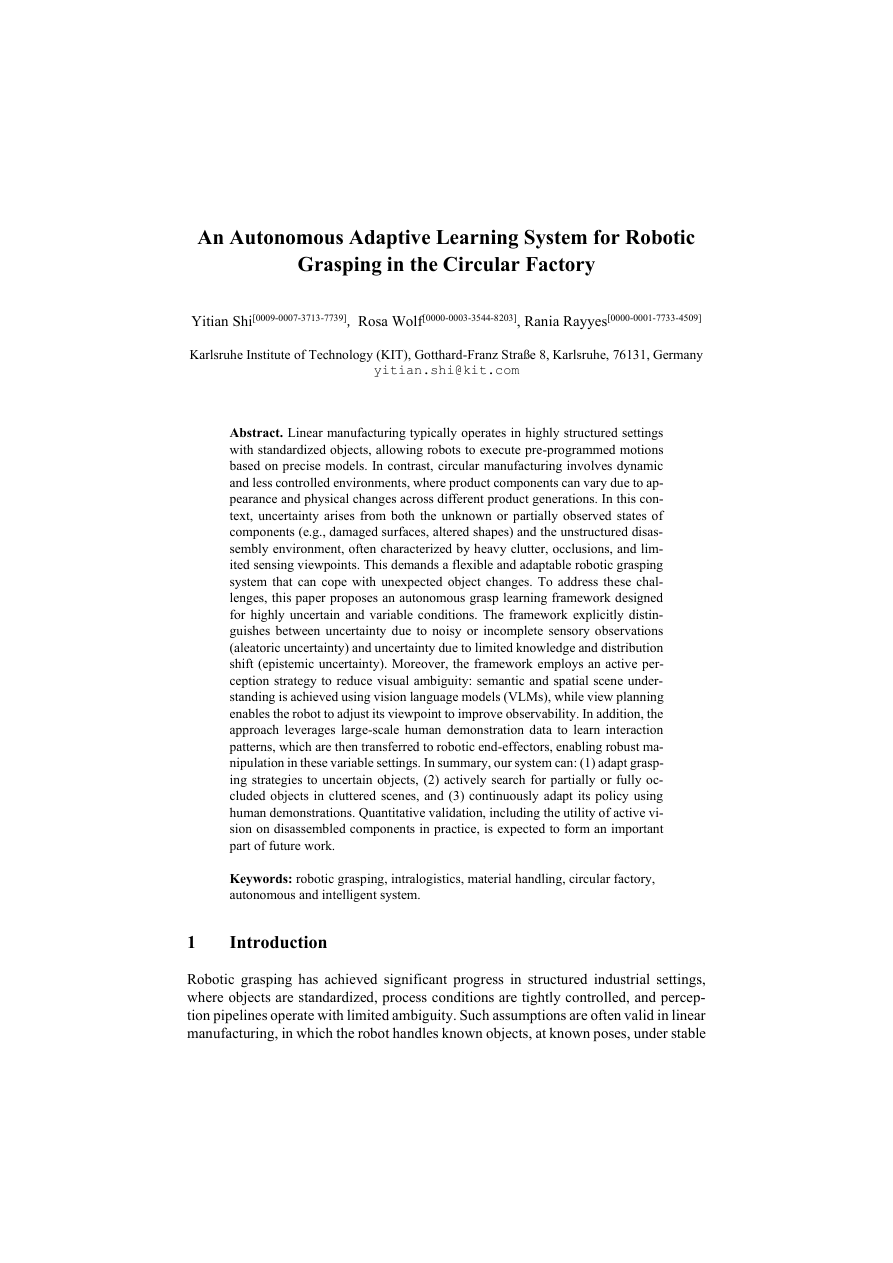 An Autonomous Adaptive Learning System for Robotic
Grasping in the Circular Factory
Yitian Shi[0009-0007-3713-7739], Rosa Wolf[0000-0003-3544-8203], Rania Rayyes[0000-0001-7733-4509]
Karlsruhe Institute of Technology (KIT), Gotthard-Franz Straße 8, Karlsruhe, 76131, Germany
yitian.shi@kit.com
Abstract. Linear manufacturing typically operates in highly structured settings
with standardized objects, allowing robots to execute pre-programmed motions
based on precise models. In contrast, circular manufacturing involves dynamic
and less controlled environments, where product components can vary due to ap-
pearance and physical changes across different product generations. In this con-
text, uncertainty arises from both the unknown or partially observed states of
components (e.g., damaged surfaces, altered shapes) and the unstructured disas-
sembly environment, often characterized by heavy clutter, occlusions, and lim-
ited sensing viewpoints. This demands a flexible and adaptable robotic grasping
system that can cope with unexpected object changes. To address these chal-
lenges, this paper proposes an autonomous grasp learning framework designed
for highly uncertain and variable conditions. The framework explicitly distin-
guishes between uncertainty due to noisy or incomplete sensory observations
(aleatoric uncertainty) and uncertainty due to limited knowledge and distribution
shift (epistemic uncertainty). Moreover, the framework employs an active per-
ception strategy to reduce visual ambiguity: semantic and spatial scene under-
standing is achieved using vision language models (VLMs), while view planning
enables the robot to adjust its viewpoint to improve observability. In addition, the
approach leverages large-scale human demonstration data to learn interaction
patterns, which are then transferred to robotic end-effectors, enabling robust ma-
nipulation in these variable settings. In summary, our system can: (1) adapt grasp-
ing strategies to uncertain objects, (2) actively search for partially or fully oc-
cluded objects in cluttered scenes, and (3) continuously adapt its policy using
human demonstrations. Quantitative validation, including the utility of active vi-
sion on disassembled components in practice, is expected to form an important
part of future work.
Keywords: robotic grasping, intralogistics, material handling, circular factory,
autonomous and intelligent system.
1 Introduction
Robotic grasping has achieved significant progress in structured industrial settings,
where objects are standardized, process conditions are tightly controlled, and percep-
tion pipelines operate with limited ambiguity. Such assumptions are often valid in linear
manufacturing, in which the robot handles known objects, at known poses, under stable